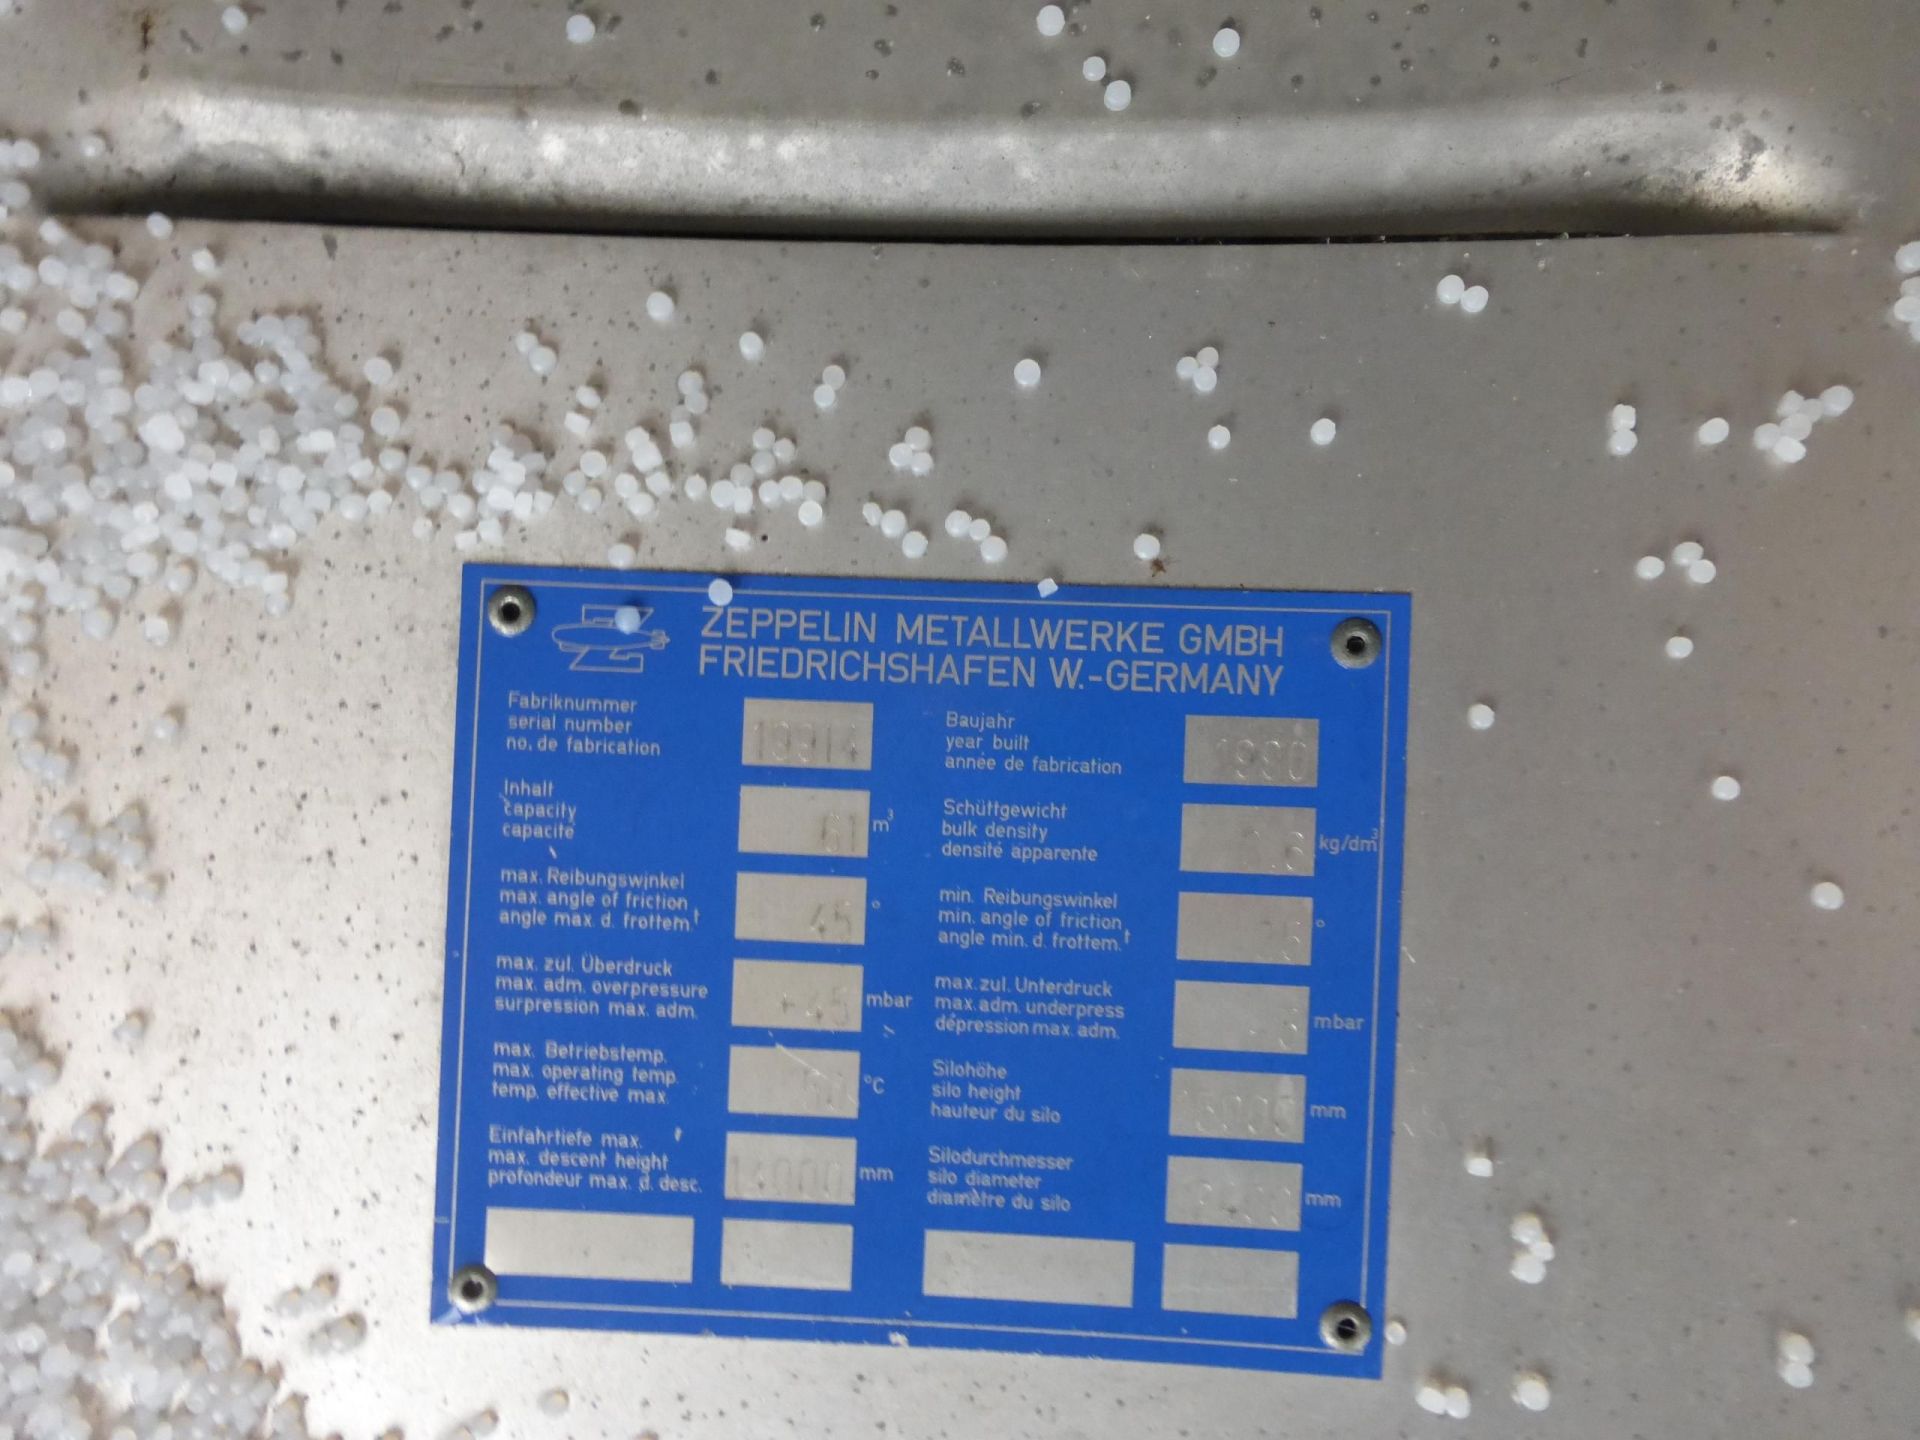 ZEPPELIN METALLWERKE GMBH
FRIEDRICHSHAFEN W.-GERMANY
Fabriknummer
serial number
no. de fabrication
19914
Baujahr
year built
année de fabrication
1990
Inhalt
capacity
capacité
61 m³
Schüttgewicht
bulk density
densité apparente
kg/dm³
max. Reibungswinkel
max. angle of friction
angle max. d. frottem.t
45 °
min. Reibungswinkel
min. angle of friction
angle min. d. frottem.t
°
max. zul. Überdruck
max. adm. overpressure
surpression max. adm.
+45 mbar
max. zul. Unterdruck
max. adm. underpress
dépression max. adm.
mbar
max. Betriebstemp.
max. operating temp.
temp. effective max.
°C
Silohöhe
silo height
hauteur du silo
15000 mm
Einfahrtiefe max.
max. descent height
profondeur max. d. desc.
14000 mm
Silodurchmesser
silo diameter
diamètre du silo
mm